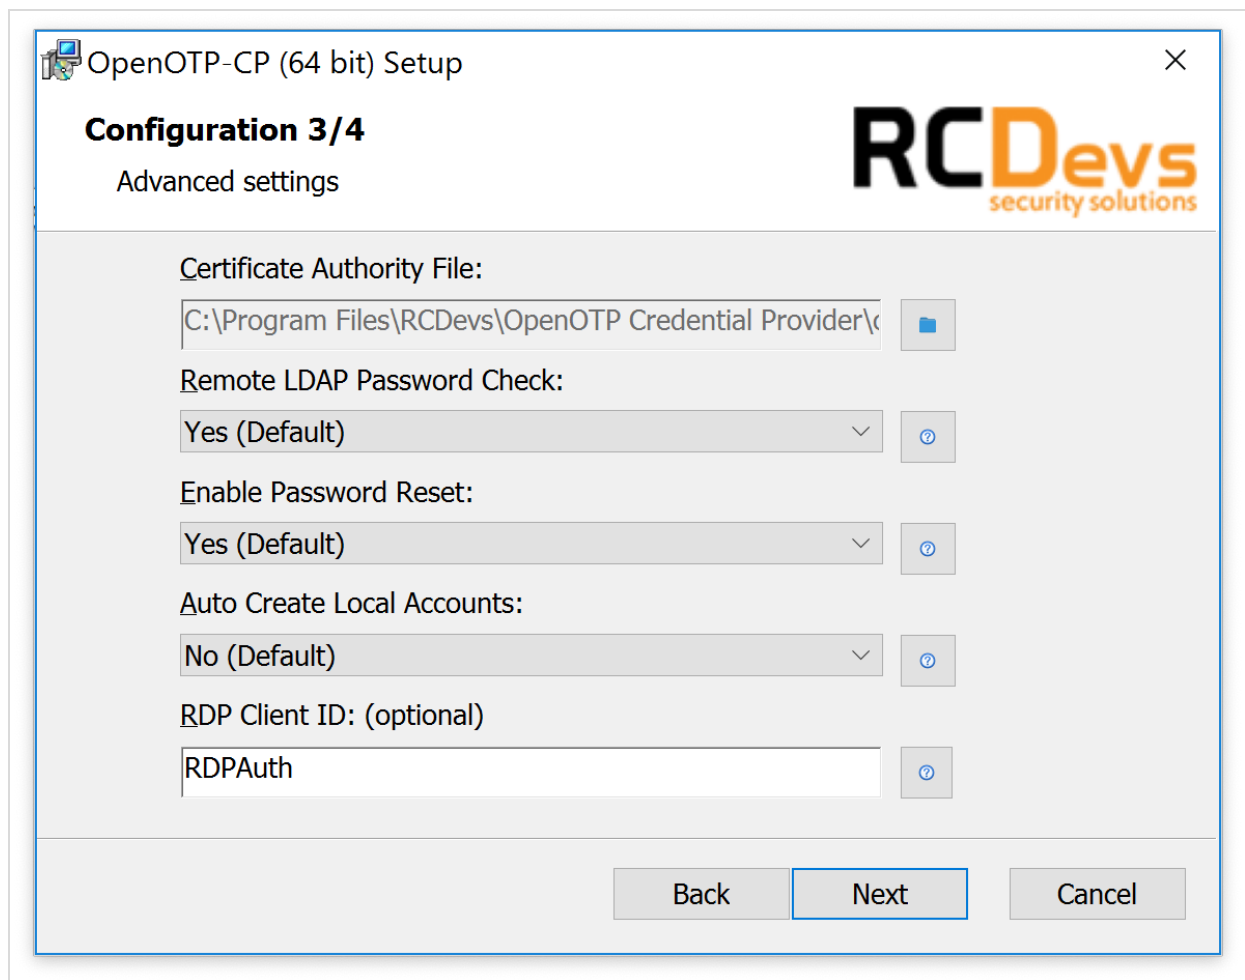 OpenOTP-CP (64 bit) Setup
Configuration 3/4
Advanced settings
RCDevs
security solutions
Certificate Authority File:
C:\Program Files\RCDevs\OpenOTP Credential Provider\c
Remote LDAP Password Check:
Yes (Default)
Enable Password Reset:
Yes (Default)
Auto Create Local Accounts:
No (Default)
RDP Client ID: (optional)
RDPAuth
Back Next Cancel